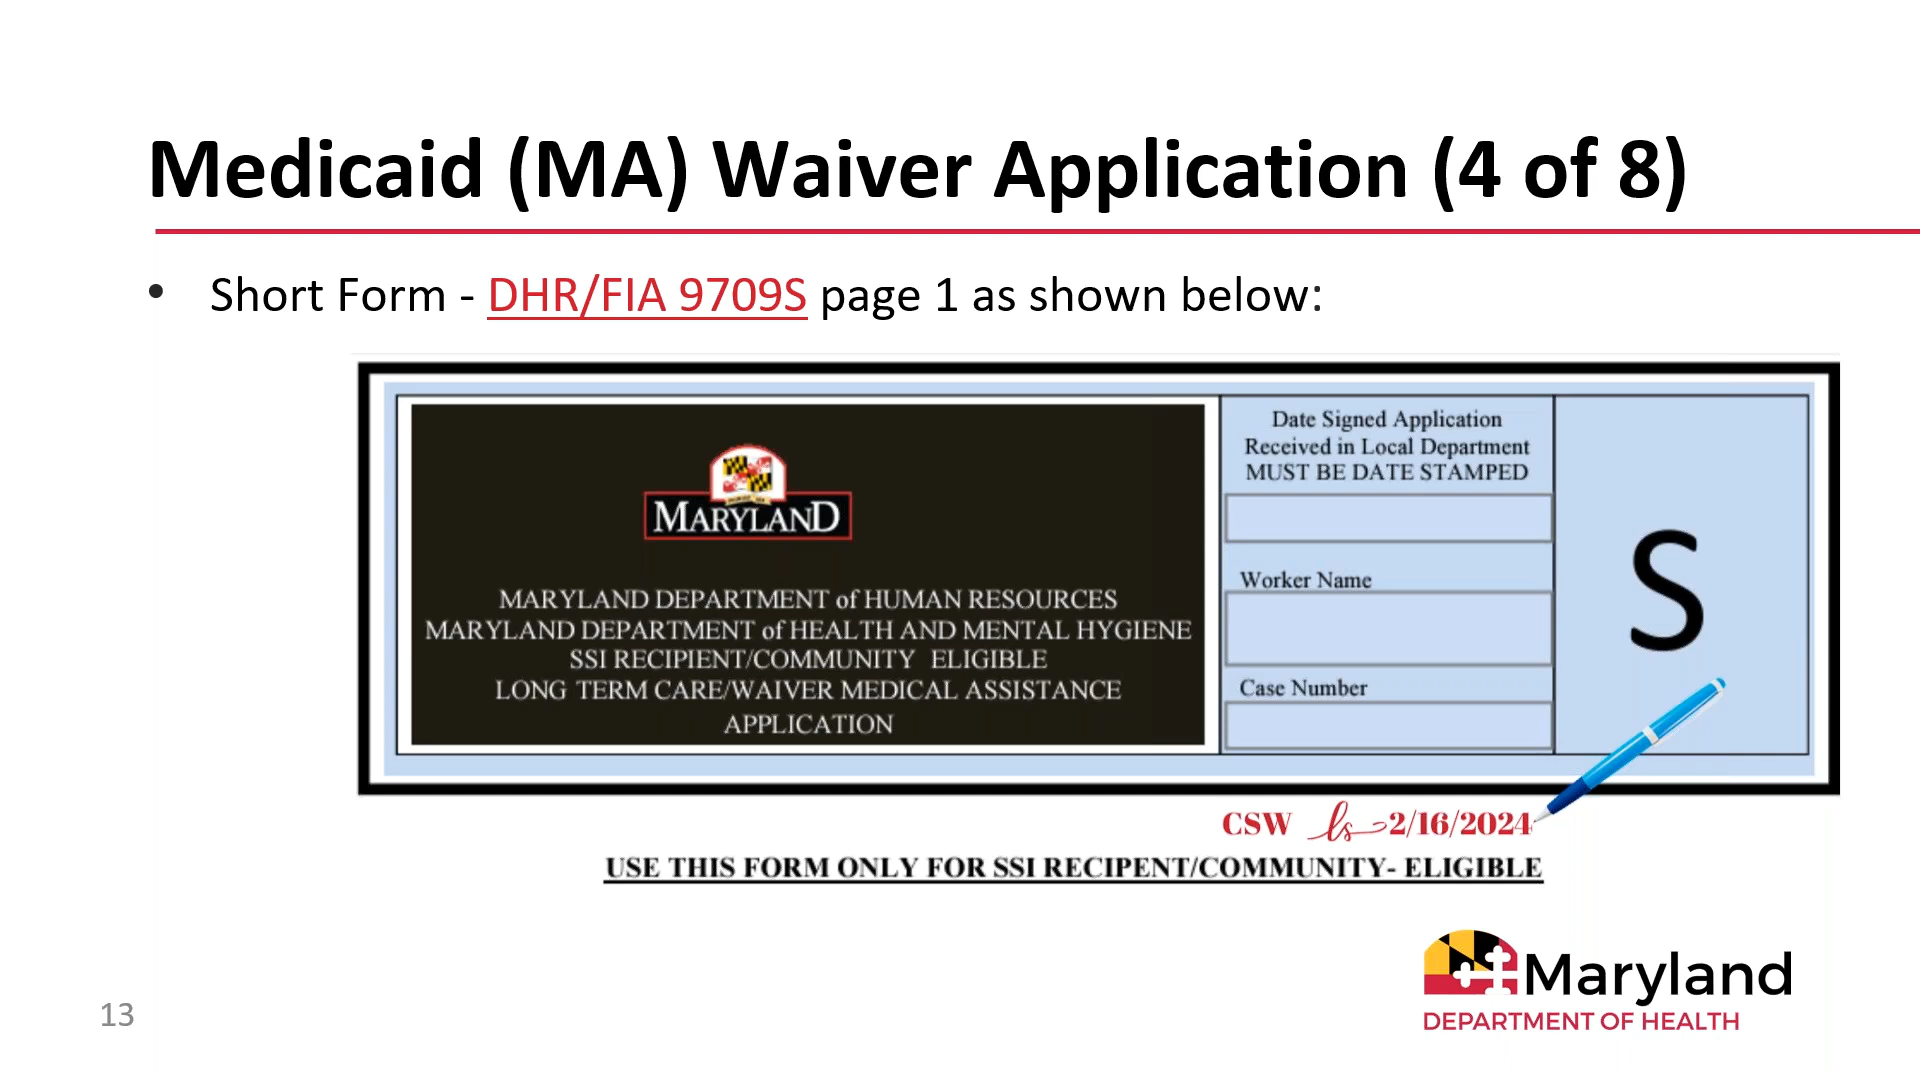 Medicaid (MA) Waiver Application (4 of 8)
• Short Form - DHR/FIA 9709S page 1 as shown below:
MARYLAND
MARYLAND DEPARTMENT of HUMAN RESOURCES
MARYLAND DEPARTMENT of HEALTH AND MENTAL HYGIENE
SSI RECIPIENT/COMMUNITY ELIGIBLE
LONG TERM CARE/WAIVER MEDICAL ASSISTANCE
APPLICATION
Date Signed Application
Received in Local Department
MUST BE DATE STAMPED
Worker Name
Case Number
S
CSW ls 2/16/2024
USE THIS FORM ONLY FOR SSI RECIPENT/COMMUNITY- ELIGIBLE
Maryland
DEPARTMENT OF HEALTH
13